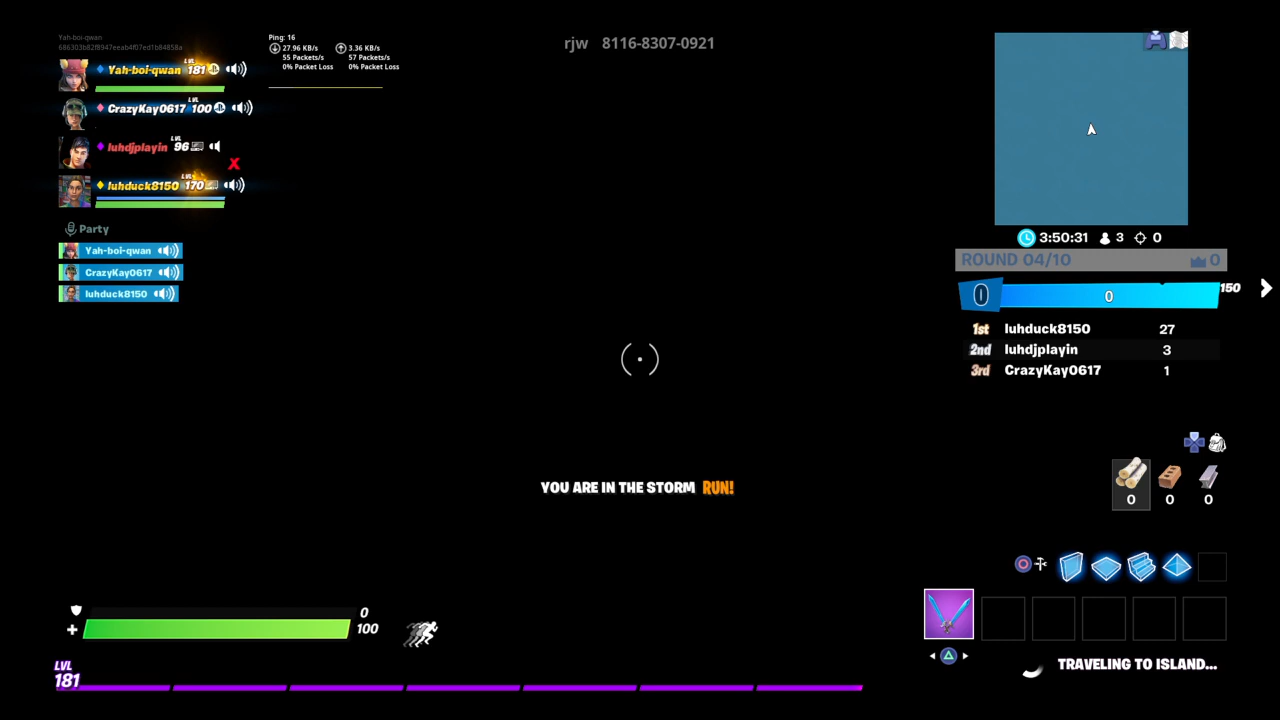 Yah-boi-qwan
Ping: 16
27.96 KB/s 3.36 KB/s
55 Packets/s 57 Packets/s
0% Packet Loss 0% Packet Loss
rjw 8116-8307-0921
Yah-boi-qwan LVL 181
CrazyKay0617 LVL 100
luhdjplayin LVL 96
X
luhduck8150 LVL 170
Party
Yah-boi-qwan
CrazyKay0617
luhduck8150
3:50:31 3 0
ROUND 04/10 0
0 0 150
1st luhduck8150 27
2nd luhdjplayin 3
3rd CrazyKay0617 1
YOU ARE IN THE STORM RUN!
0 0 0
0
100
LVL
181
TRAVELING TO ISLAND...